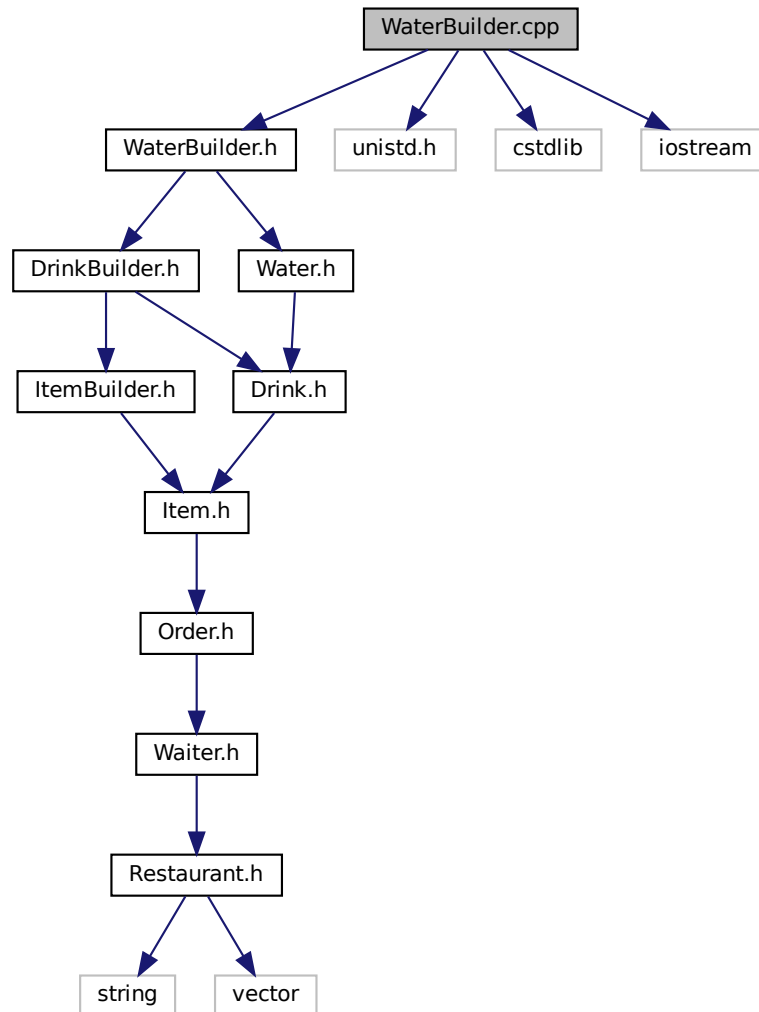 WaterBuilder.cpp
WaterBuilder.h
unistd.h
cstdlib
iostream
DrinkBuilder.h
Water.h
ItemBuilder.h
Drink.h
Item.h
Order.h
Waiter.h
Restaurant.h
string
vector